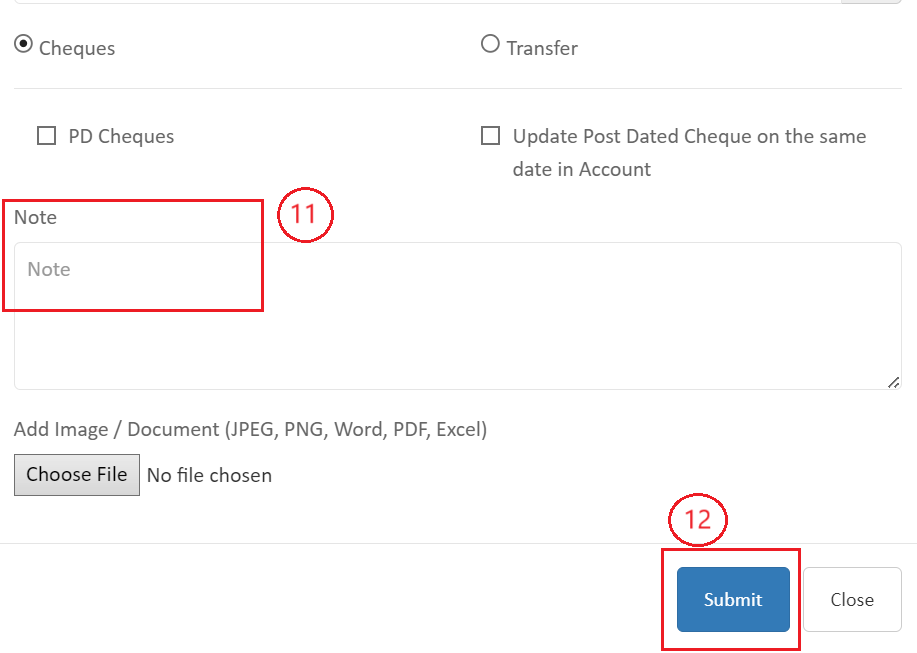 Cheques
Transfer
PD Cheques
Update Post Dated Cheque on the same
date in Account
Note
11
Note
Add Image / Document (JPEG, PNG, Word, PDF, Excel)
Choose File No file chosen
12
Submit
Close